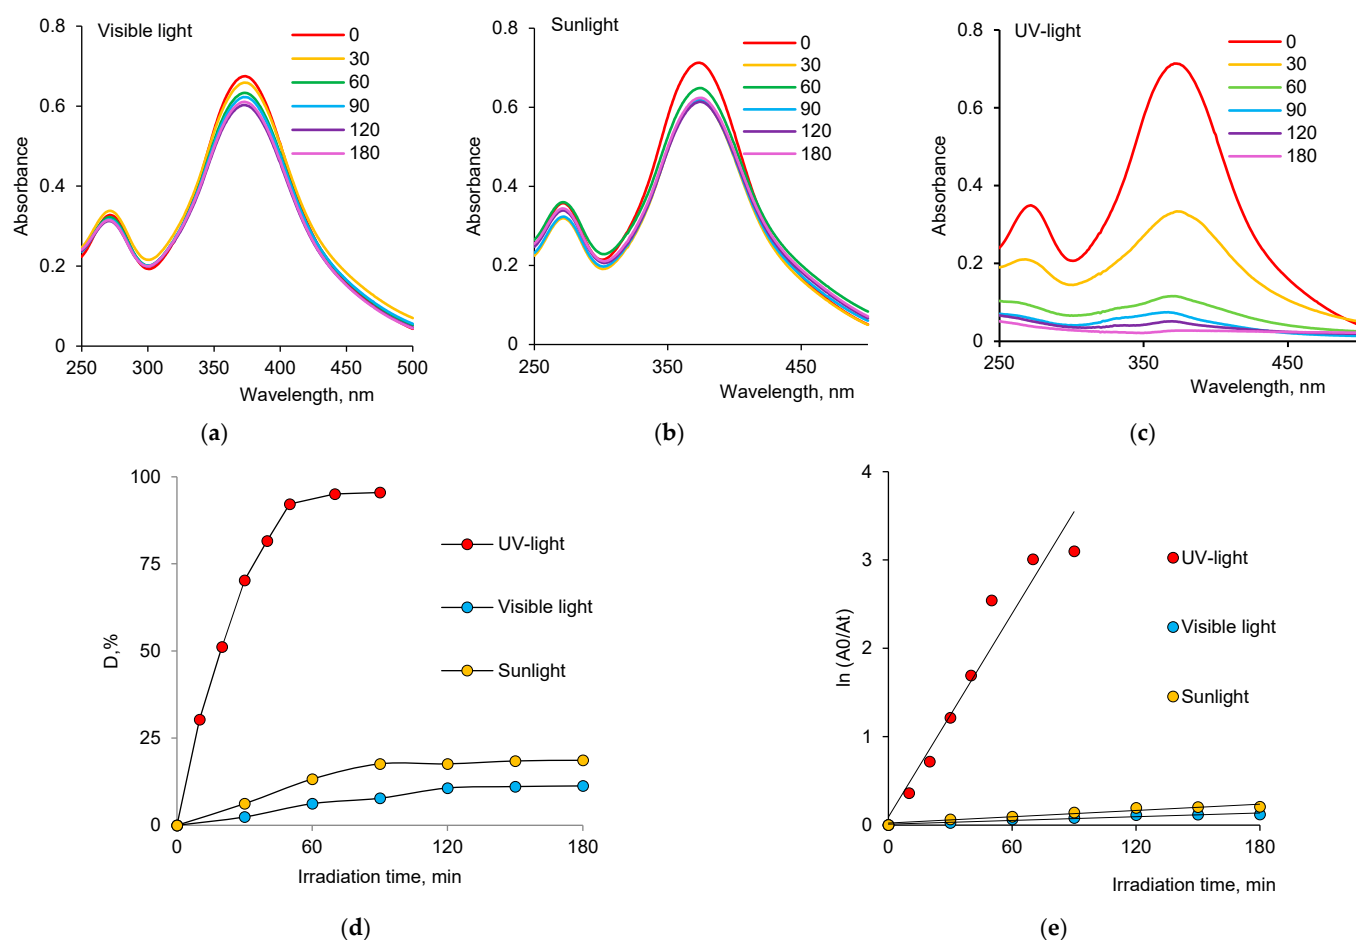 Visible light
0
30
60
90
120
180
0.8
0.6
0.4
0.2
0
Absorbance
250 300 350 400 450 500
Wavelength, nm
(a)
Sunlight
0
30
60
90
120
180
0.8
0.6
0.4
0.2
0
Absorbance
250 350 450
Wavelength, nm
(b)
UV-light
0
30
60
90
120
180
0.8
0.6
0.4
0.2
0.0
Absorbance
250 350 450
Wavelength, nm
(c)
100
75
50
25
0
D,%
UV-light
Visible light
Sunlight
0 60 120 180
Irradiation time, min
(d)
4
3
2
1
0
ln (A0/At)
UV-light
Visible light
Sunlight
0 60 120 180
Irradiation time, min
(e)